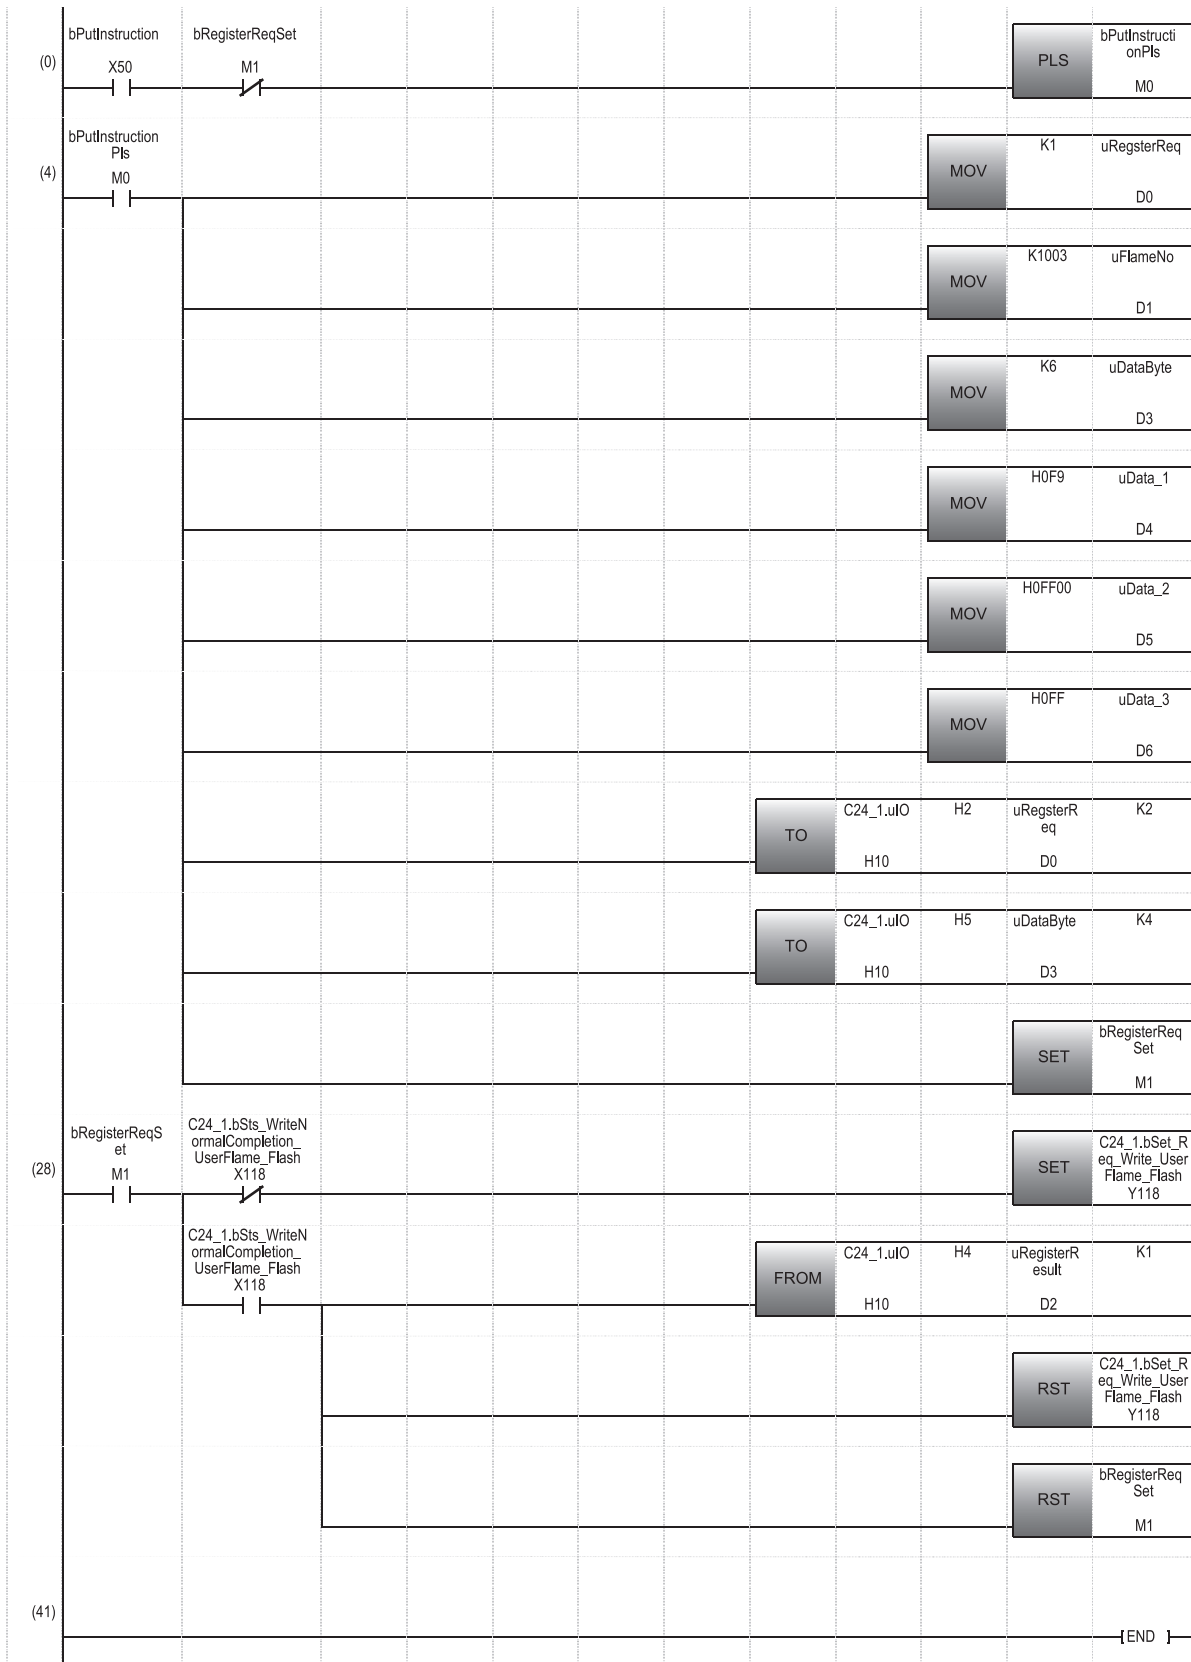 bPutInstruction bRegisterReqSet
(0) X50 M1 PLS bPutInstructi
onPls
M0
bPutInstruction
Pls
(4) M0 MOV K1 uRegsterReq
D0
MOV K1003 uFlameNo
D1
MOV K6 uDataByte
D3
MOV H0F9 uData_1
D4
MOV H0FF00 uData_2
D5
MOV H0FF uData_3
D6
TO C24_1.uIO H2 uRegsterR
eq K2
H10 D0
TO C24_1.uIO H5 uDataByte K4
H10 D3
SET bRegisterReq
Set
M1
bRegisterReqS
et
(28) M1
C24_1.bSts_WriteN
ormalCompletion_
UserFlame_Flash
X118
SET C24_1.bSet_R
eq_Write_User
Flame_Flash
Y118
C24_1.bSts_WriteN
ormalCompletion_
UserFlame_Flash
X118
FROM C24_1.uIO H4 uRegisterR
esult K1
H10 D2
RST C24_1.bSet_R
eq_Write_User
Flame_Flash
Y118
RST bRegisterReq
Set
M1
(41) END